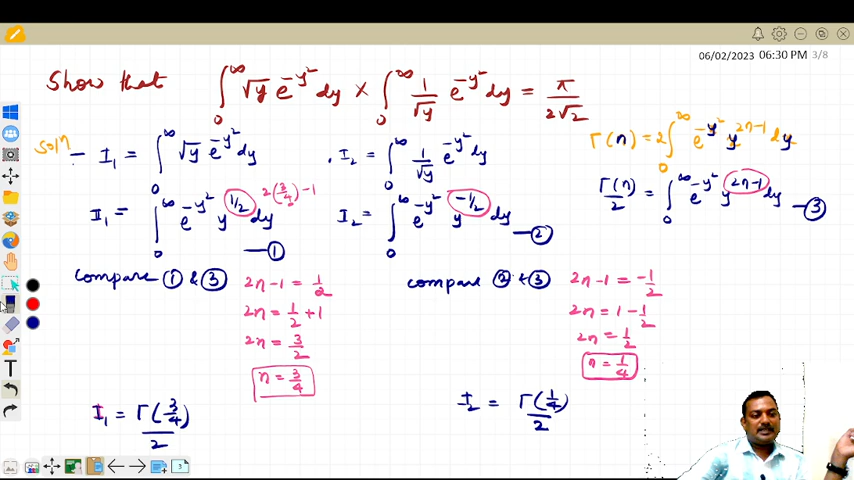 06/02/2023 06:30 PM 3/8
Show that ∫₀^∞ √y e^{-y²} dy × ∫₀^∞ 1/√y e^{-y²} dy = π/2√2
Soln - I₁ = ∫₀^∞ √y e^{-y²} dy
I₁ = ∫₀^∞ e^{-y²} y^{1/2} dy 2(3/4)-1 —①
. I₂ = ∫₀^∞ 1/√y e^{-y²} dy
I₂ = ∫₀^∞ e^{-y²} y^{-1/2} dy —②
Γ(n) = 2∫₀^∞ e^{-y²} y^{2n-1} dy
Γ(n)/2 = ∫₀^∞ e^{-y²} y^{2n-1} dy —③
compare ① & ③
2n-1 = 1/2
2n = 1/2 + 1
2n = 3/2
n = 3/4
I₁ = Γ(3/4)/2
compare ② & ③
2n-1 = -1/2
2n = 1 - 1/2
2n = 1/2
n = 1/4
I₂ = Γ(1/4)/2
T
3